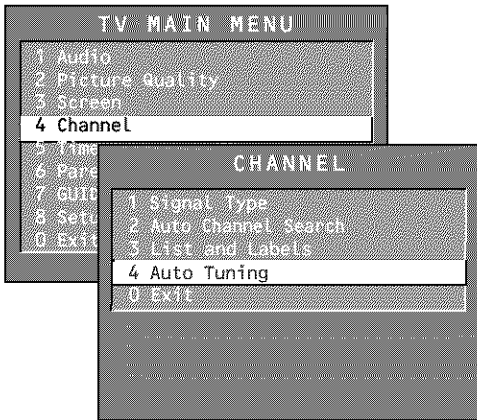 TV MAIN MENU
1 Audio
2 Picture Quality
3 Screen
4 Channel
5 Time
6 Pare
7 GUID
8 Setu
0 Exit
CHANNEL
1 Signal Type
2 Auto Channel Search
3 List and Labels
4 Auto Tuning
0 Exit